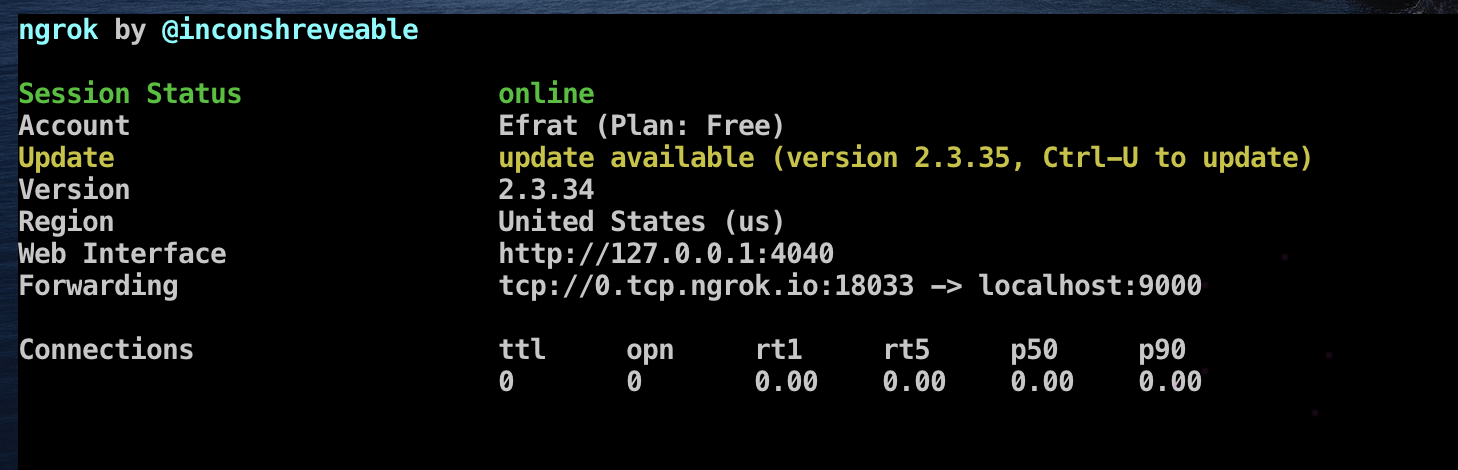 ngrok by @inconshreveable
Session Status online
Account Efrat (Plan: Free)
Update update available (version 2.3.35, Ctrl-U to update)
Version 2.3.34
Region United States (us)
Web Interface http://127.0.0.1:4040
Forwarding tcp://0.tcp.ngrok.io:18033 -> localhost:9000
Connections ttl opn rt1 rt5 p50 p90
0 0 0.00 0.00 0.00 0.00